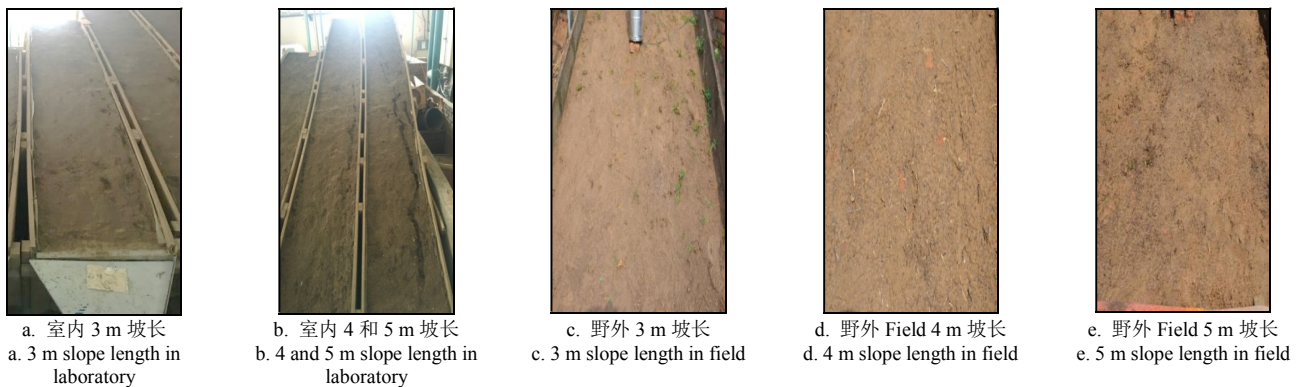 a. 室内 3 m 坡长
a. 3 m slope length in
laboratory
b. 室内 4 和 5 m 坡长
b. 4 and 5 m slope length in
laboratory
c. 野外 3 m 坡长
c. 3 m slope length in field
d. 野外 Field 4 m 坡长
d. 4 m slope length in field
e. 野外 Field 5 m 坡长
e. 5 m slope length in field